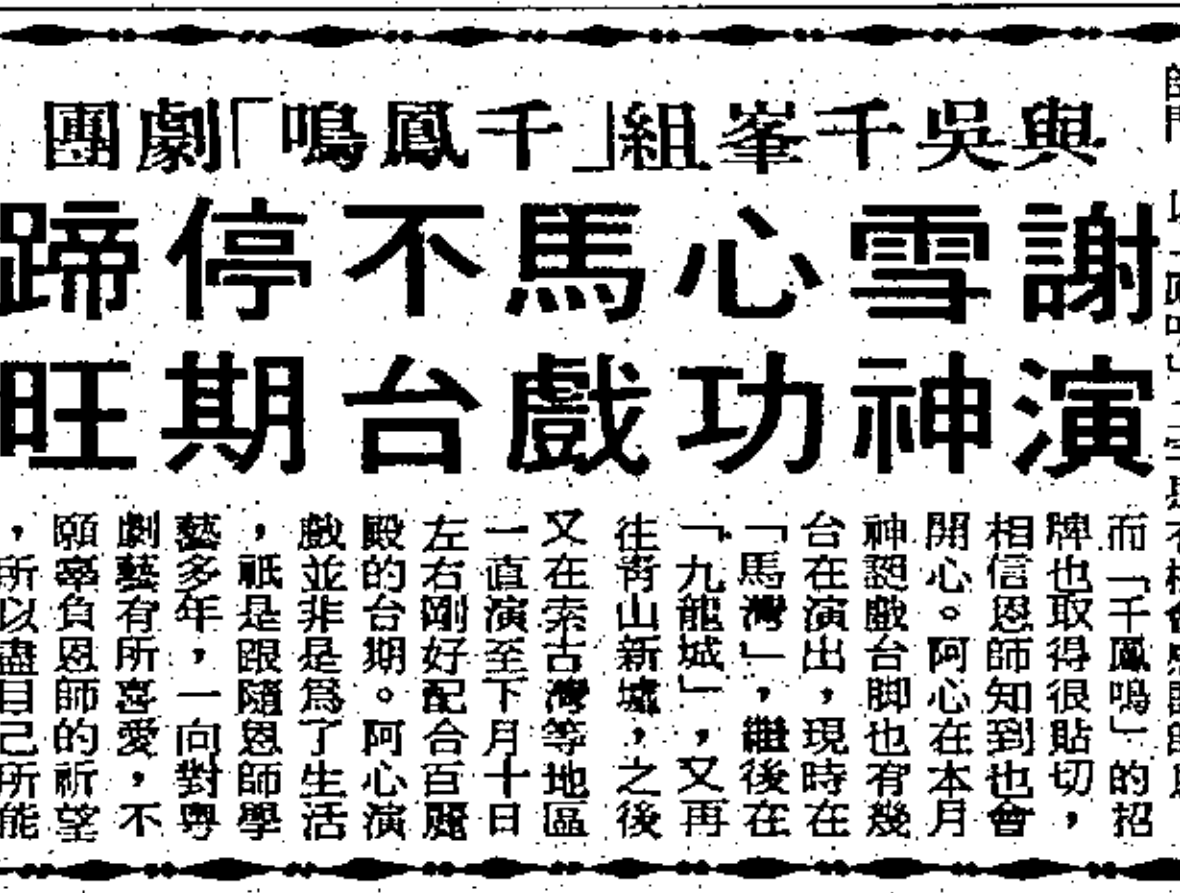 與吳千峯組「千鳳鳴」劇團
謝雪心馬不停蹄
演神功戲台期旺
而「千鳳鳴」的招
牌也取得很貼切，
相信恩師知到也會
開心。阿心在本月
神認戲台脚也有幾
台在演出，現時在
「馬灣」，繼後在
「九龍城」，又再
往青山新墟，之後
又在索古灣等地區
一直演至下月十日
左右剛好配合百麗
殿的台期。阿心演
戲並非是爲了生活
，祇是跟隨恩師學
藝多年，一向對粤
劇藝有所喜愛，不
願辜負恩師的祈望
，所以盡自己所能